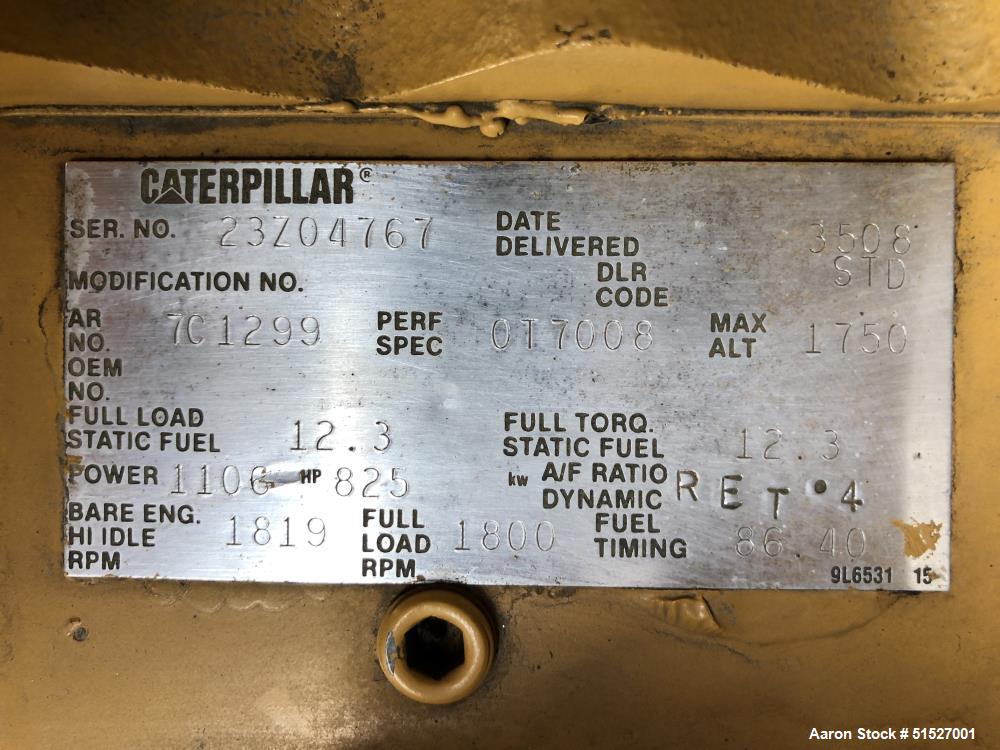 CATERPILLAR®
SER. NO. 23Z04767 DATE DELIVERED 3508
DLR CODE STD
MODIFICATION NO.
AR NO. 7C1299 PERF SPEC 0T7008 MAX ALT 1750
OEM NO.
FULL LOAD STATIC FUEL 12.3 FULL TORQ. STATIC FUEL 12.3
POWER 1106 HP 825 kw A/F RATIO DYNAMIC RET •4
BARE ENG. HI IDLE RPM 1819 FULL LOAD RPM 1800 FUEL TIMING 86.40
9L6531 15
Aaron Stock # 51527001